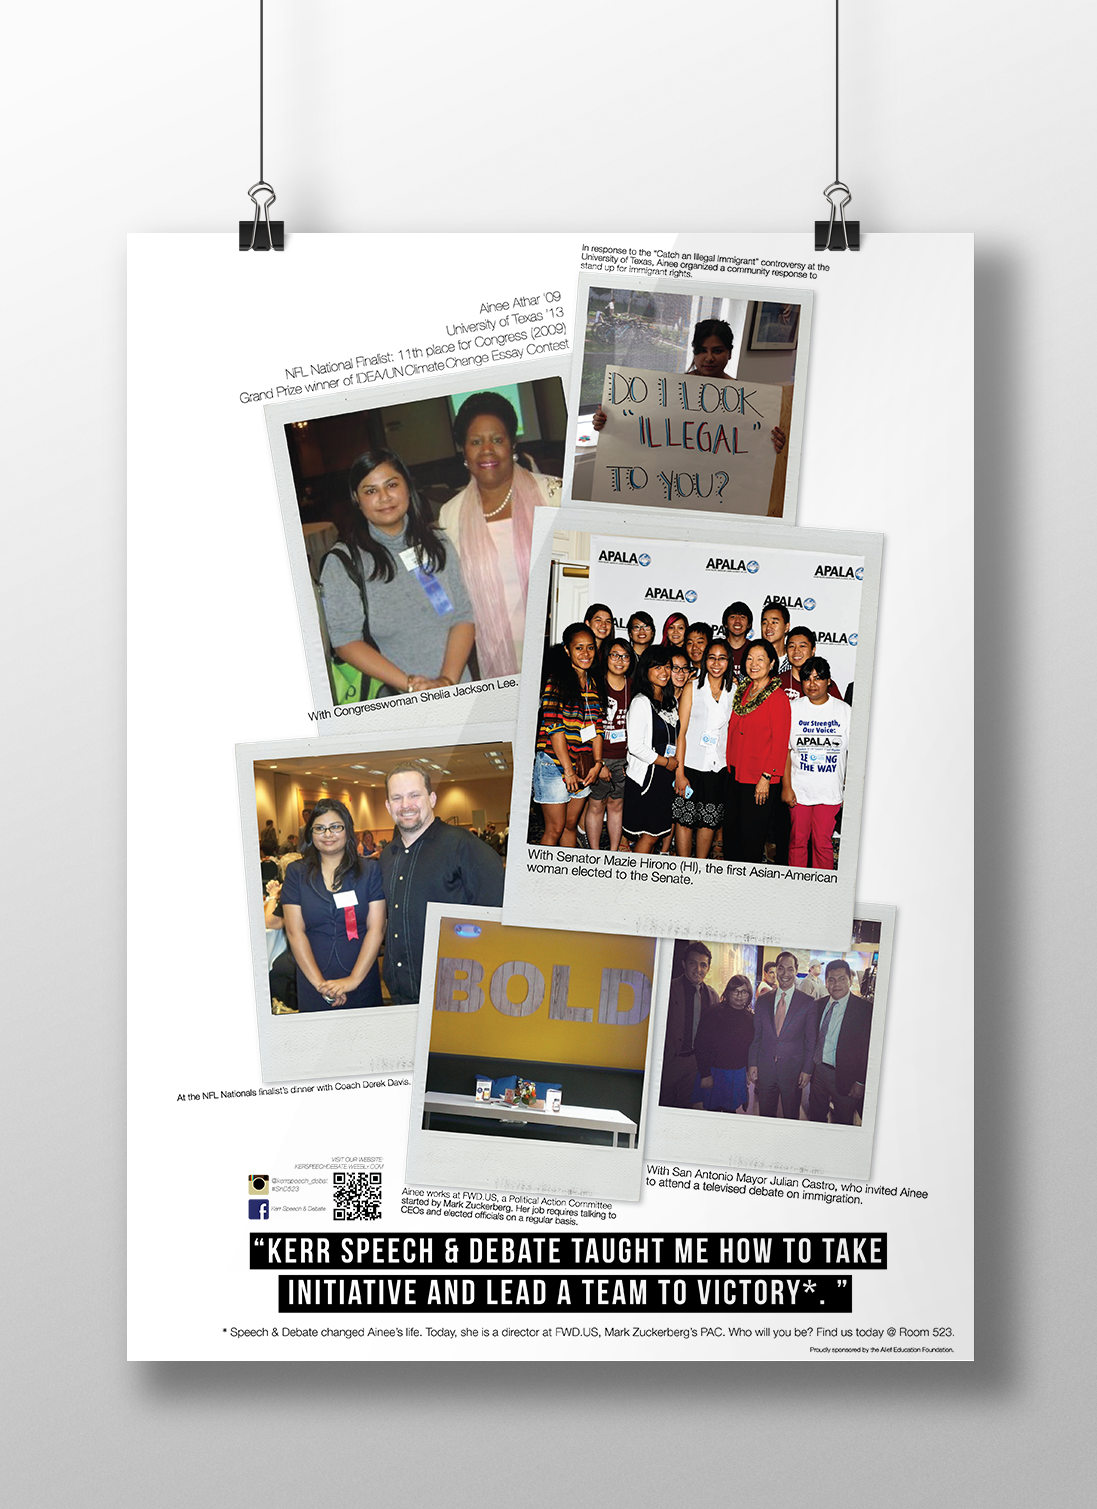 In response to the “Catch an Illegal Immigrant” controversy at the
University of Texas, Ainee organized a community response to
stand up for immigrant rights.
Ainee Athar '09
University of Texas '13
NFL National Finalist: 11th place for Congress (2009)
Grand Prize winner of IDEA/UN Climate Change Essay Contest
DO I LOOK
"ILLEGAL"
TO YOU?
With Congresswoman Shelia Jackson Lee.
APALA
APALA
APALA
APALA
APALA
APALA
Our Strength,
Our Voice:
APALA
THE WAY
With Senator Mazie Hirono (HI), the first Asian-American
woman elected to the Senate.
At the NFL Nationals finalist's dinner with Coach Derek Davis.
BOLD
With San Antonio Mayor Julian Castro, who invited Ainee
to attend a televised debate on immigration.
Ainee works at FWD.US, a Political Action Committee
started by Mark Zuckerberg. Her job requires talking to
CEOs and elected officials on a regular basis.
VISIT OUR WEBSITE:
KERRSPEECHDEBATE.WEEBLY.COM
@kerrspeech_debate
Kerr Speech & Debate
“KERR SPEECH & DEBATE TAUGHT ME HOW TO TAKE
INITIATIVE AND LEAD A TEAM TO VICTORY*. ”
* Speech & Debate changed Ainee's life. Today, she is a director at FWD.US, Mark Zuckerberg's PAC. Who will you be? Find us today @ Room 523.
Proudly sponsored by the Alief Education Foundation.